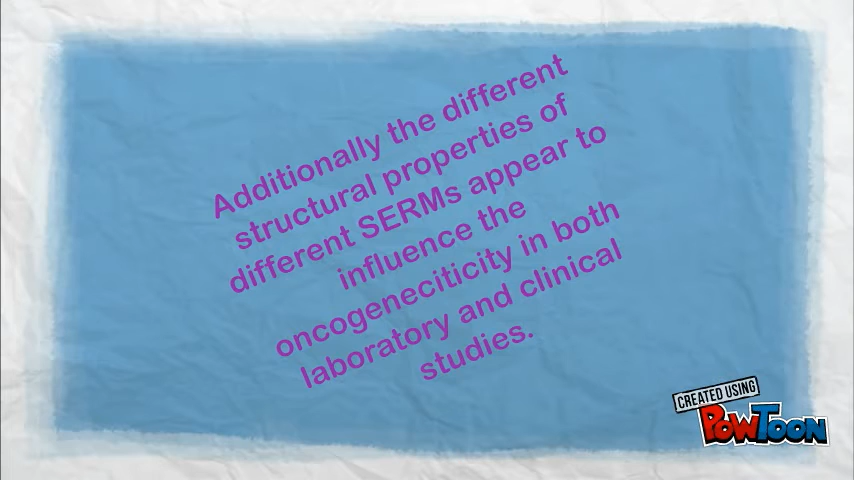 Additionally the different
structural properties of
different SERMs appear to
influence the
oncogeneciticity in both
laboratory and clinical
studies.
CREATED USING
POWTOON